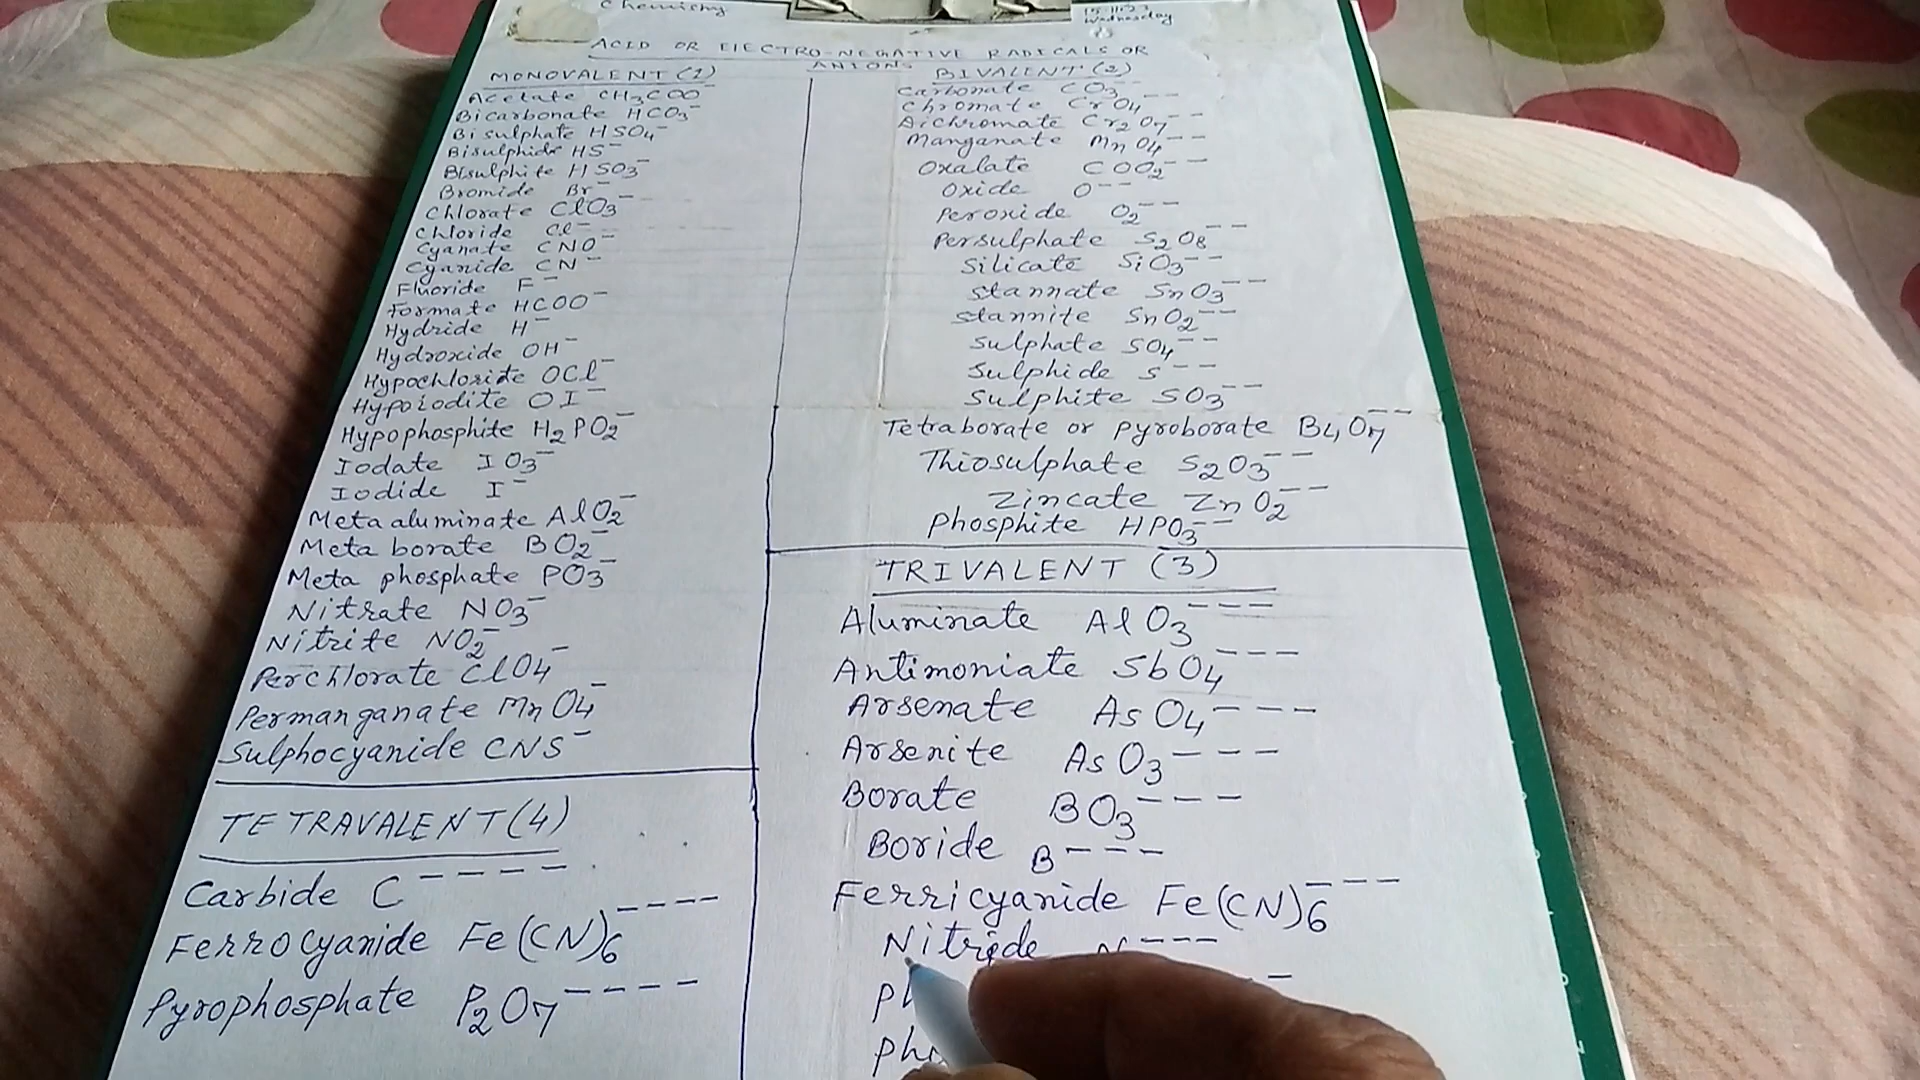 Chemistry
15.11.23
Wednesday
ACID OR ELECTRO-NEGATIVE RADICALS OR
ANIONS
MONOVALENT (1)
Acetate CH3COO-
Bicarbonate HCO3-
Bisulphate HSO4-
Bisulphide HS-
Bisulphite HSO3-
Bromide Br-
Chlorate ClO3-
Chloride Cl-
Cyanate CNO-
Cyanide CN-
Fluoride F-
Formate HCOO-
Hydride H-
Hydroxide OH-
Hypochloride OCl-
Hypoiodite OI-
Hypophosphite H2PO2-
Iodate IO3-
Iodide I-
Meta aluminate AlO2-
Meta borate BO2-
Meta phosphate PO3-
Nitrate NO3-
Nitrite NO2-
Perchlorate ClO4-
Permanganate MnO4-
Sulphocyanide CNS-
TETRAVALENT (4)
Carbide C----
Ferrocyanide Fe(CN)6----
Pyrophosphate P2O7----
BIVALENT (2)
Carbonate CO3--
Chromate CrO4--
Dichromate Cr2O7--
Manganate MnO4--
Oxalate COO2--
Oxide O--
Peroxide O2--
Persulphate S2O8--
Silicate SiO3--
Stannate SnO3--
Stannite SnO2--
Sulphate SO4--
Sulphide S--
Sulphite SO3--
Tetraborate or pyroborate B4O7--
Thiosulphate S2O3--
Zincate ZnO2--
Phosphite HPO3--
TRIVALENT (3)
Aluminate AlO3---
Antimoniate SbO4---
Arsenate AsO4---
Arsenite AsO3---
Borate BO3---
Boride B---
Ferricyanide Fe(CN)6---
Nitride N---